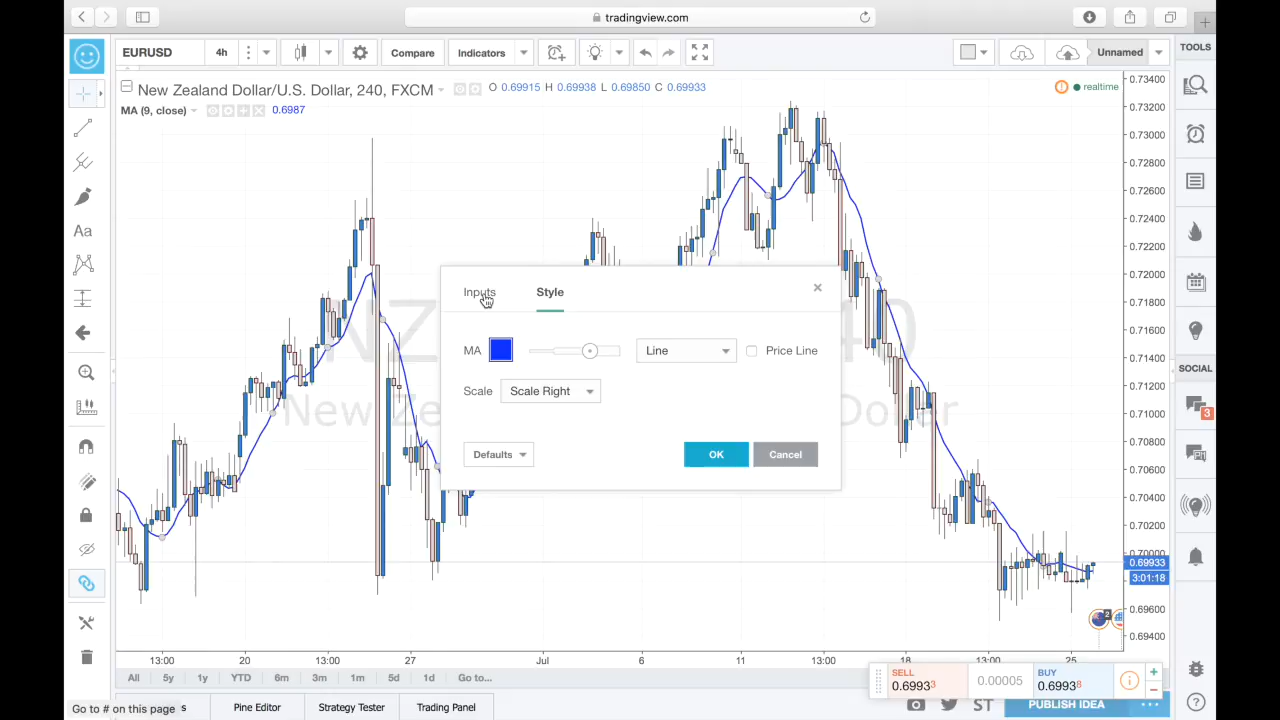 tradingview.com
EURUSD
4h
Compare
Indicators
Unnamed
TOOLS
New Zealand Dollar/U.S. Dollar, 240, FXCM
O 0.69915 H 0.69938 L 0.69850 C 0.69933
realtime
MA (9, close)
0.6987
Aa
0.73400
0.73200
0.73000
0.72800
0.72600
0.72400
0.72200
0.72000
0.71800
0.71600
0.71400
0.71200
0.71000
0.70800
0.70600
0.70400
0.70200
0.70000
0.69933
3:01:18
0.69600
0.69400
SOCIAL
3
Inputs
Style
MA
Line
Price Line
Scale
Scale Right
Defaults
OK
Cancel
2
13:00
20
13:00
27
Jul
6
11
13:00
18
13:00
25
All
5y
1y
YTD
6m
3m
1m
5d
1d
Go to...
SELL
0.69933
0.00005
BUY
0.69938
Go to # on this page
Pine Editor
Strategy Tester
Trading Panel
ST
PUBLISH IDEA